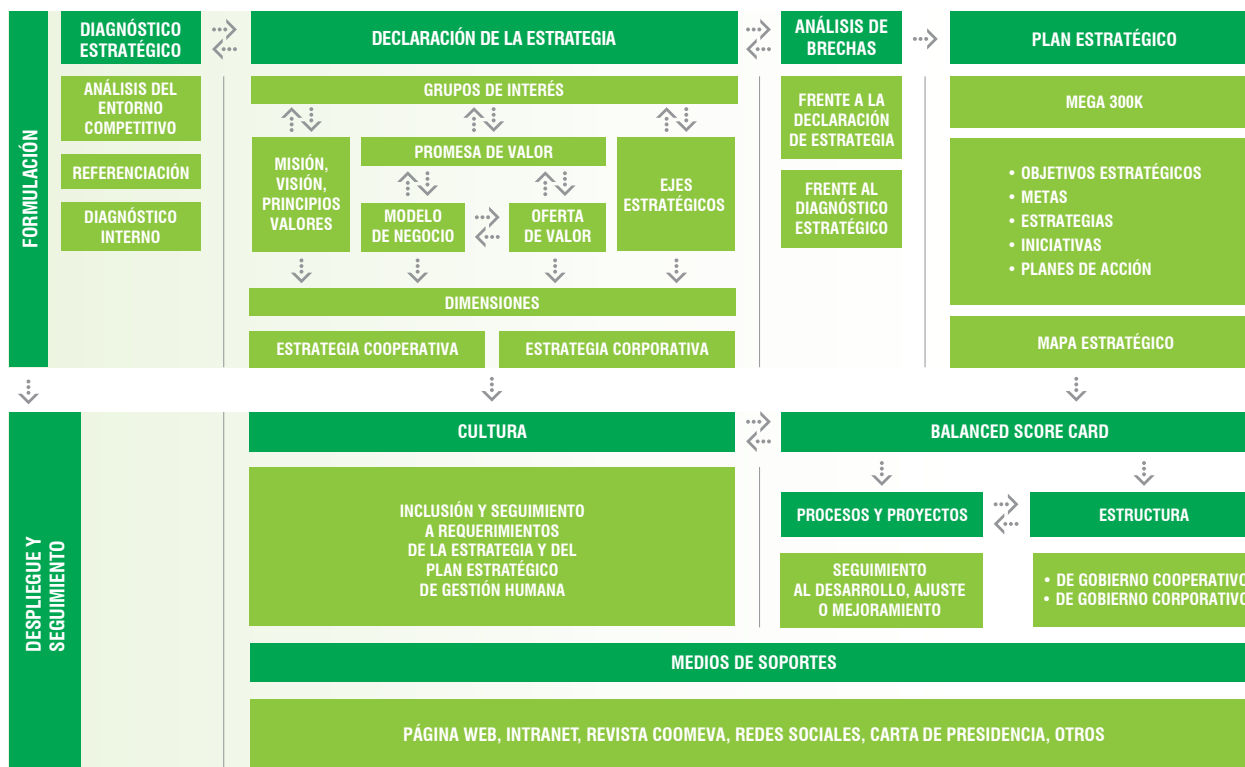 FORMULACIÓN
DIAGNÓSTICO
ESTRATÉGICO
ANÁLISIS DEL
ENTORNO
COMPETITIVO
REFERENCIACIÓN
DIAGNÓSTICO
INTERNO
DECLARACIÓN DE LA ESTRATEGIA
GRUPOS DE INTERÉS
MISIÓN,
VISIÓN,
PRINCIPIOS
VALORES
PROMESA DE VALOR
MODELO
DE NEGOCIO
OFERTA
DE VALOR
EJES
ESTRATÉGICOS
DIMENSIONES
ESTRATEGIA COOPERATIVA
ESTRATEGIA CORPORATIVA
ANÁLISIS DE
BRECHAS
FRENTE A LA
DECLARACIÓN
DE ESTRATEGIA
FRENTE AL
DIAGNÓSTICO
ESTRATÉGICO
PLAN ESTRATÉGICO
MEGA 300K
• OBJETIVOS ESTRATÉGICOS
• METAS
• ESTRATEGIAS
• INICIATIVAS
• PLANES DE ACCIÓN
MAPA ESTRATÉGICO
DESPLIEGUE Y
SEGUIMIENTO
CULTURA
INCLUSIÓN Y SEGUIMIENTO
A REQUERIMIENTOS
DE LA ESTRATEGIA Y DEL
PLAN ESTRATÉGICO
DE GESTIÓN HUMANA
BALANCED SCORE CARD
PROCESOS Y PROYECTOS
SEGUIMIENTO
AL DESARROLLO, AJUSTE
O MEJORAMIENTO
ESTRUCTURA
• DE GOBIERNO COOPERATIVO
• DE GOBIERNO CORPORATIVO
MEDIOS DE SOPORTES
PÁGINA WEB, INTRANET, REVISTA COOMEVA, REDES SOCIALES, CARTA DE PRESIDENCIA, OTROS